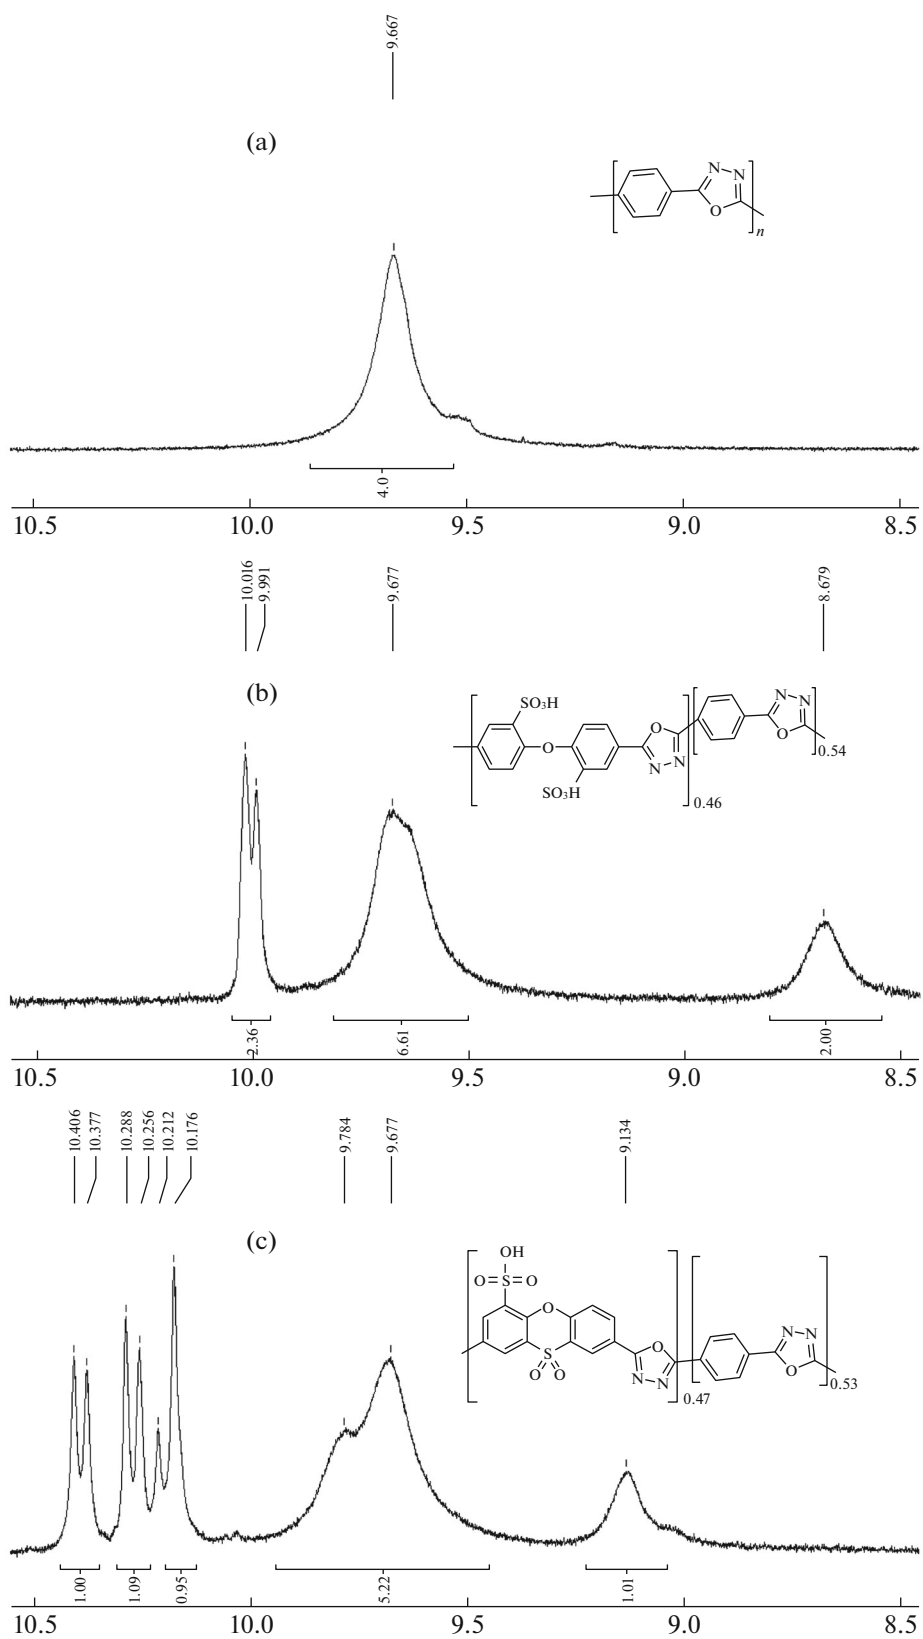 9.667
(a)
N N
O
n
4.0
10.5 10.0 9.5 9.0 8.5
10.016 9.991 9.677 8.679
(b)
SO3H
O
O
N N
SO3H
N N
O
0.54
0.46
2.36 6.61 2.00
10.5 10.0 9.5 9.0 8.5
10.406 10.377 10.288 10.256 10.212 10.176 9.784 9.677 9.134
(c)
OH
O=S=O
O
S
O O
O
N N
N N
O
0.53
0.47
1.00 1.09 0.95 5.22 1.01
10.5 10.0 9.5 9.0 8.5